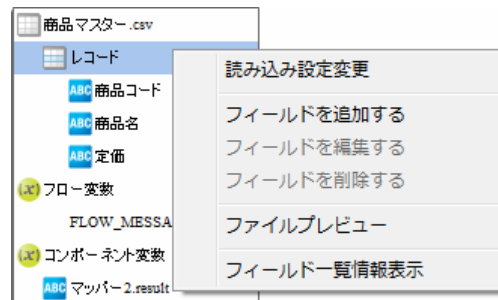 商品マスター.csv
レコード
ABC 商品コード
ABC 商品名
ABC 定価
(x) フロー変数
FLOW_MESSA
(x) コンポーネント変数
ABC マッパー2.result
読み込み設定変更
フィールドを追加する
フィールドを編集する
フィールドを削除する
ファイルプレビュー
フィールド一覧情報表示